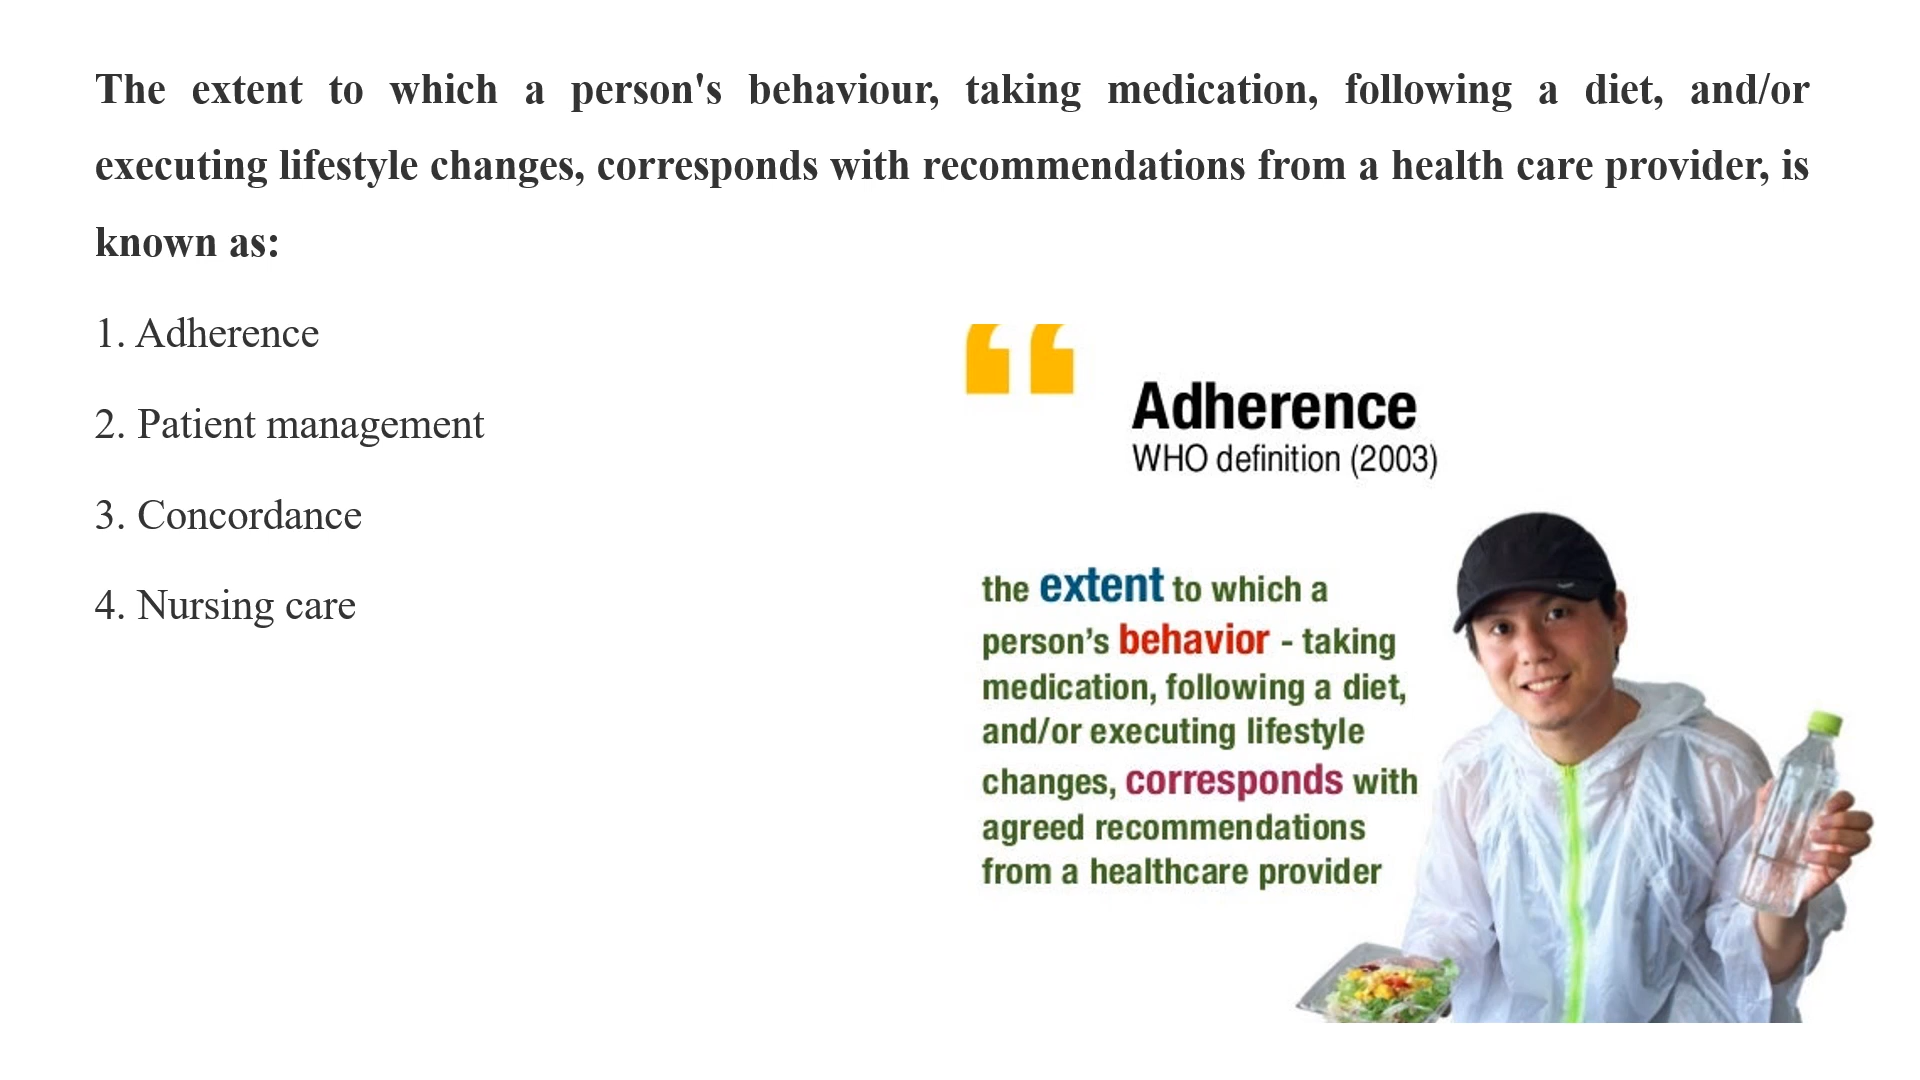 The extent to which a person's behaviour, taking medication, following a diet, and/or
executing lifestyle changes, corresponds with recommendations from a health care provider, is
known as:
1. Adherence
2. Patient management
3. Concordance
4. Nursing care
“
Adherence
WHO definition (2003)
the extent to which a
person’s behavior - taking
medication, following a diet,
and/or executing lifestyle
changes, corresponds with
agreed recommendations
from a healthcare provider